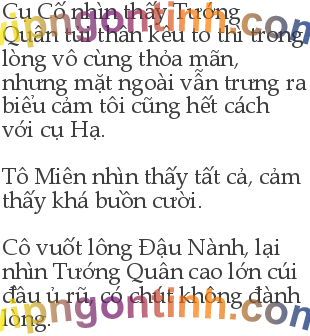 Cụ Cố nhìn thấy Tướng
Quân tủi thân kêu to thì trong
lòng vô cùng thỏa mãn,
nhưng mặt ngoài vẫn trưng ra
biểu cảm tôi cũng hết cách
với cụ Hạ.
Tô Miên nhìn thấy tất cả, cảm
thấy khá buồn cười.
Cô vuốt lông Đậu Nành, lại
nhìn Tướng Quân cao lớn cúi
đầu ủ rũ, có chút không đành
lòng.